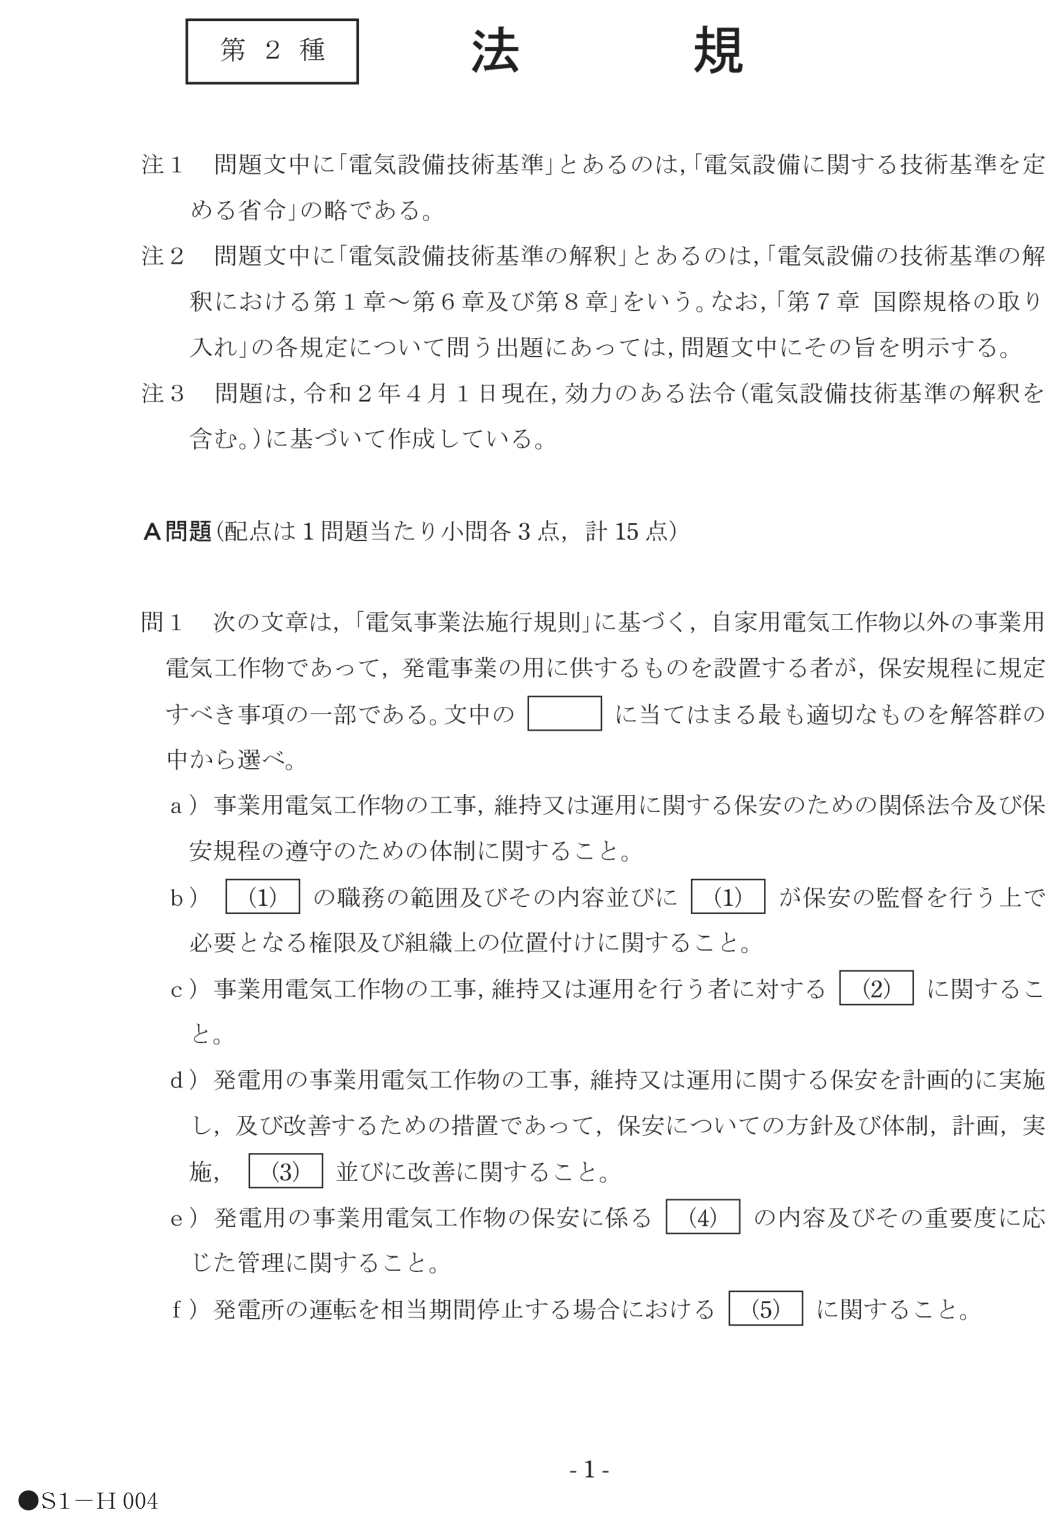 第 2 種
法　　　規
注1　問題文中に「電気設備技術基準」とあるのは，「電気設備に関する技術基準を定
める省令」の略である。
注2　問題文中に「電気設備技術基準の解釈」とあるのは，「電気設備の技術基準の解
釈における第1章～第6章及び第8章」をいう。なお，「第7章 国際規格の取り
入れ」の各規定について問う出題にあっては，問題文中にその旨を明示する。
注3　問題は，令和2年4月1日現在，効力のある法令（電気設備技術基準の解釈を
含む。）に基づいて作成している。
A問題（配点は1問題当たり小問各3点，計15点）
問1　次の文章は，「電気事業法施行規則」に基づく，自家用電気工作物以外の事業用
電気工作物であって，発電事業の用に供するものを設置する者が，保安規程に規定
すべき事項の一部である。文中の　　　に当てはまる最も適切なものを解答群の
中から選べ。
a）事業用電気工作物の工事，維持又は運用に関する保安のための関係法令及び保
安規程の遵守のための体制に関すること。
b）(1) の職務の範囲及びその内容並びに (1) が保安の監督を行う上で
必要となる権限及び組織上の位置付けに関すること。
c）事業用電気工作物の工事，維持又は運用を行う者に対する (2) に関するこ
と。
d）発電用の事業用電気工作物の工事，維持又は運用に関する保安を計画的に実施
し，及び改善するための措置であって，保安についての方針及び体制，計画，実
施， (3) 並びに改善に関すること。
e）発電用の事業用電気工作物の保安に係る (4) の内容及びその重要度に応
じた管理に関すること。
f）発電所の運転を相当期間停止する場合における (5) に関すること。
- 1 -
●S1－H 004